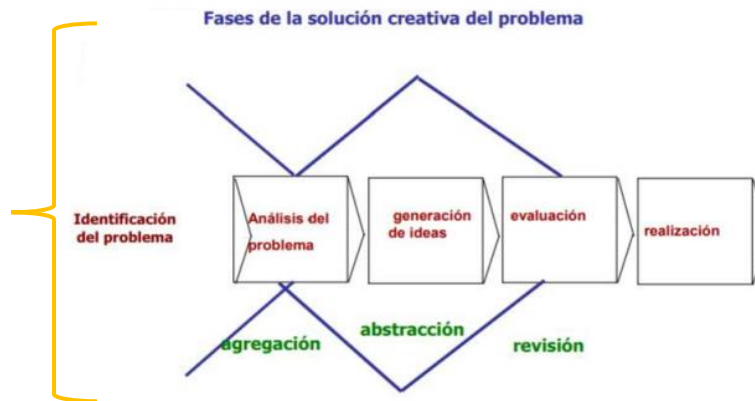 Fases de la solución creativa del problema
Identificación
del problema
Análisis del
problema
generación
de ideas
evaluación
realización
agregación
abstracción
revisión